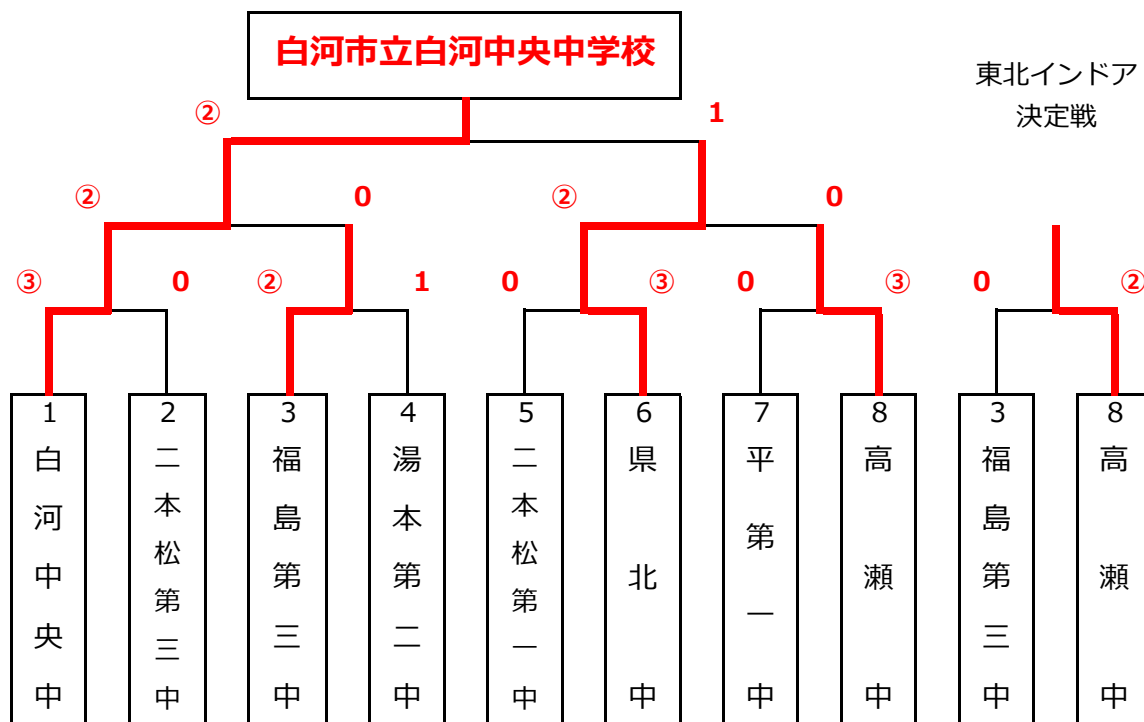 白河市立白河中央中学校
東北インドア
決定戦
② 1
② 0 ② 0
③ 0 ② 1 0 ③ 0 ③ 0 ②
1 2 3 4 5 6 7 8 3 8
白河中央中
二本松第三中
福島第三中
湯本第二中
二本松第一中
県北中
平第一中
高瀬中
福島第三中
高瀬中